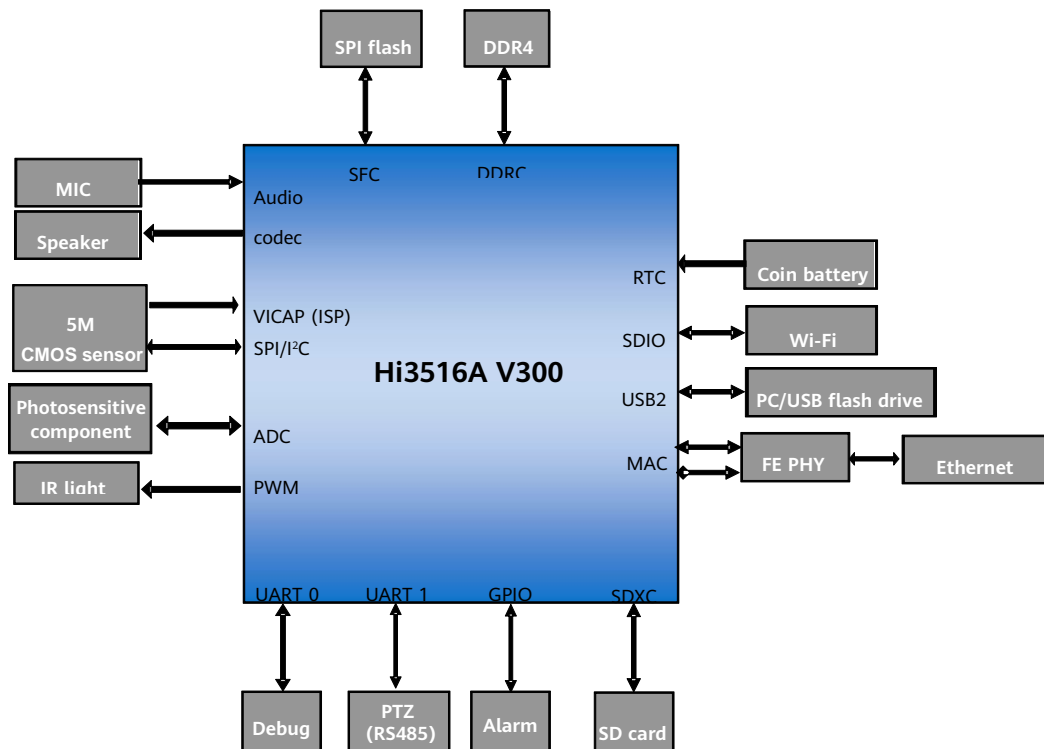 SPI flash
DDR4
SFC
DDRC
MIC
Audio
Speaker
codec
RTC
Coin battery
5M
CMOS sensor
VICAP (ISP)
SPI/I²C
SDIO
Wi-Fi
Hi3516A V300
USB2
PC/USB flash drive
Photosensitive
component
ADC
MAC
FE PHY
Ethernet
IR light
PWM
UART 0
UART 1
GPIO
SDXC
Debug
PTZ
(RS485)
Alarm
SD card